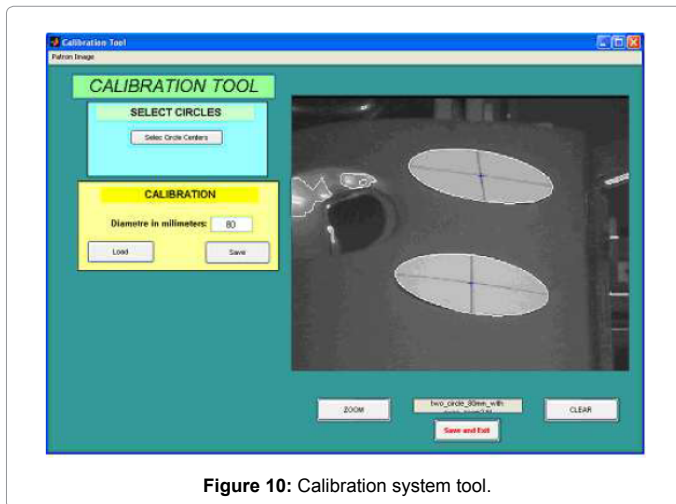 Calibration Tool
Patron Image
CALIBRATION TOOL
SELECT CIRCLES
Selec Circle Centers
CALIBRATION
Diametre in millimeters: 80
Load Save
ZOOM
two_circle_80mm_with
CLEAR
Save and Exit
Figure 10: Calibration system tool.